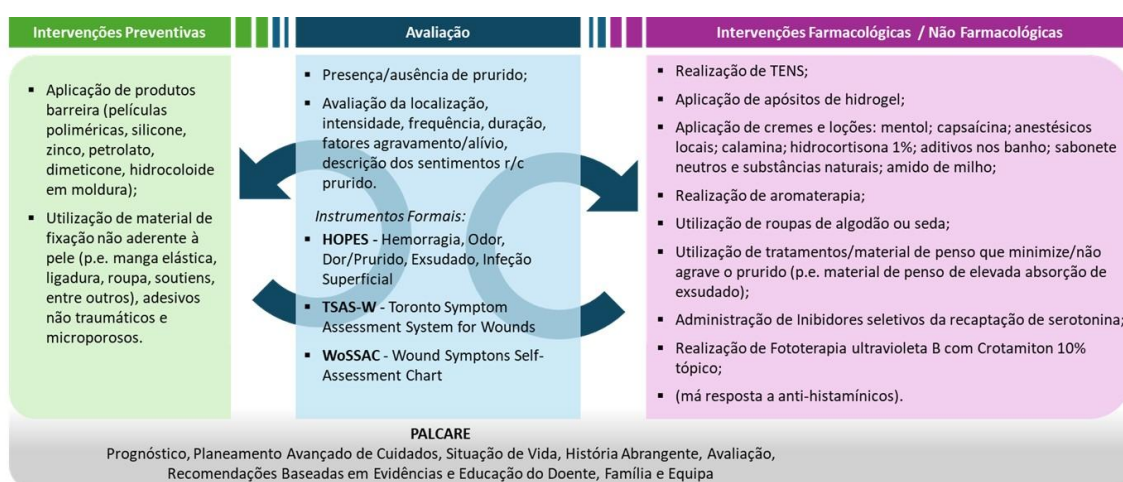 Intervenções Preventivas
Avaliação
Intervenções Farmacológicas / Não Farmacológicas
▪ Aplicação de produtos
barreira (películas
poliméricas, silicone,
zinco, petrolato,
dimeticone, hidrocoloide
em moldura);
▪ Utilização de material de
fixação não aderente à
pele (p.e. manga elástica,
ligadura, roupa, soutiens,
entre outros), adesivos
não traumáticos e
microporosos.
▪ Presença/ausência de prurido;
▪ Avaliação da localização,
intensidade, frequência, duração,
fatores agravamento/alívio,
descrição dos sentimentos r/c
prurido.
Instrumentos Formais:
▪ HOPES - Hemorragia, Odor,
Dor/Prurido, Exsudado, Infeção
Superficial
▪ TSAS-W - Toronto Symptom
Assessment System for Wounds
▪ WoSSAC - Wound Symptons Self-
Assessment Chart
▪ Realização de TENS;
▪ Aplicação de apósitos de hidrogel;
▪ Aplicação de cremes e loções: mentol; capsaícina; anestésicos
locais; calamina; hidrocortisona 1%; aditivos nos banho; sabonete
neutros e substâncias naturais; amido de milho;
▪ Realização de aromaterapia;
▪ Utilização de roupas de algodão ou seda;
▪ Utilização de tratamentos/material de penso que minimize/não
agrave o prurido (p.e. material de penso de elevada absorção de
exsudado);
▪ Administração de Inibidores seletivos da recaptação de serotonina;
▪ Realização de Fototerapia ultravioleta B com Crotamiton 10%
tópico;
▪ (má resposta a anti-histamínicos).
PALCARE
Prognóstico, Planeamento Avançado de Cuidados, Situação de Vida, História Abrangente, Avaliação,
Recomendações Baseadas em Evidências e Educação do Doente, Família e Equipa